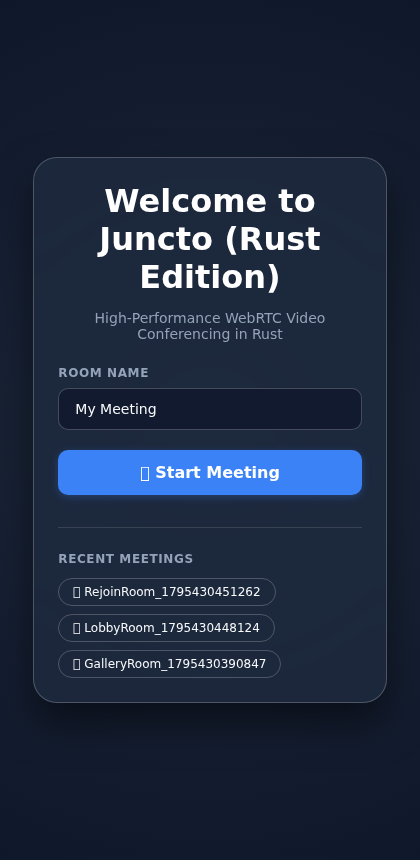 Welcome to
Juncto (Rust
Edition)
High-Performance WebRTC Video
Conferencing in Rust
ROOM NAME
My Meeting
Start Meeting
RECENT MEETINGS
RejoinRoom_1795430451262
LobbyRoom_1795430448124
GalleryRoom_1795430390847